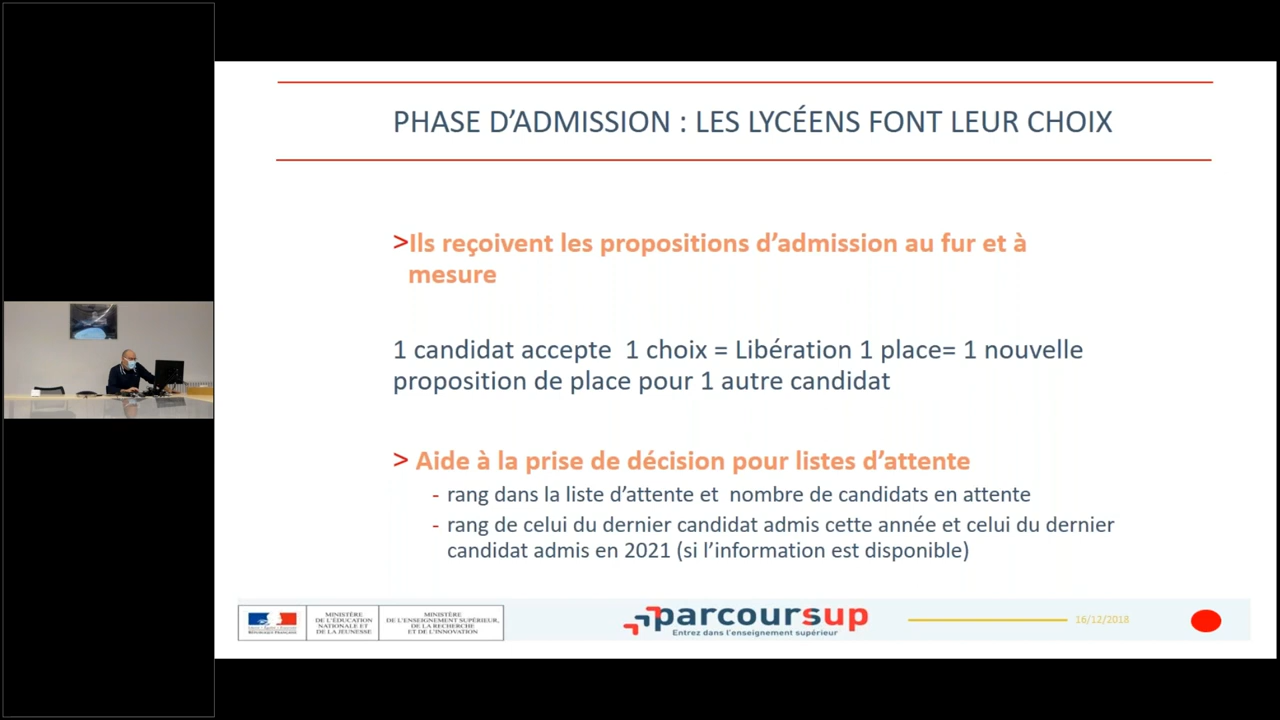 PHASE D’ADMISSION : LES LYCÉENS FONT LEUR CHOIX
>Ils reçoivent les propositions d’admission au fur et à
mesure
1 candidat accepte  1 choix = Libération 1 place= 1 nouvelle
proposition de place pour 1 autre candidat
> Aide à la prise de décision pour listes d’attente
- rang dans la liste d’attente et  nombre de candidats en attente
- rang de celui du dernier candidat admis cette année et celui du dernier
candidat admis en 2021 (si l’information est disponible)
RÉPUBLIQUE FRANÇAISE
MINISTÈRE
DE L'ÉDUCATION
NATIONALE ET
DE LA JEUNESSE
MINISTÈRE
DE L'ENSEIGNEMENT SUPÉRIEUR,
DE LA RECHERCHE
ET DE L'INNOVATION
parcoursup
Entrez dans l'enseignement supérieur
16/12/2018